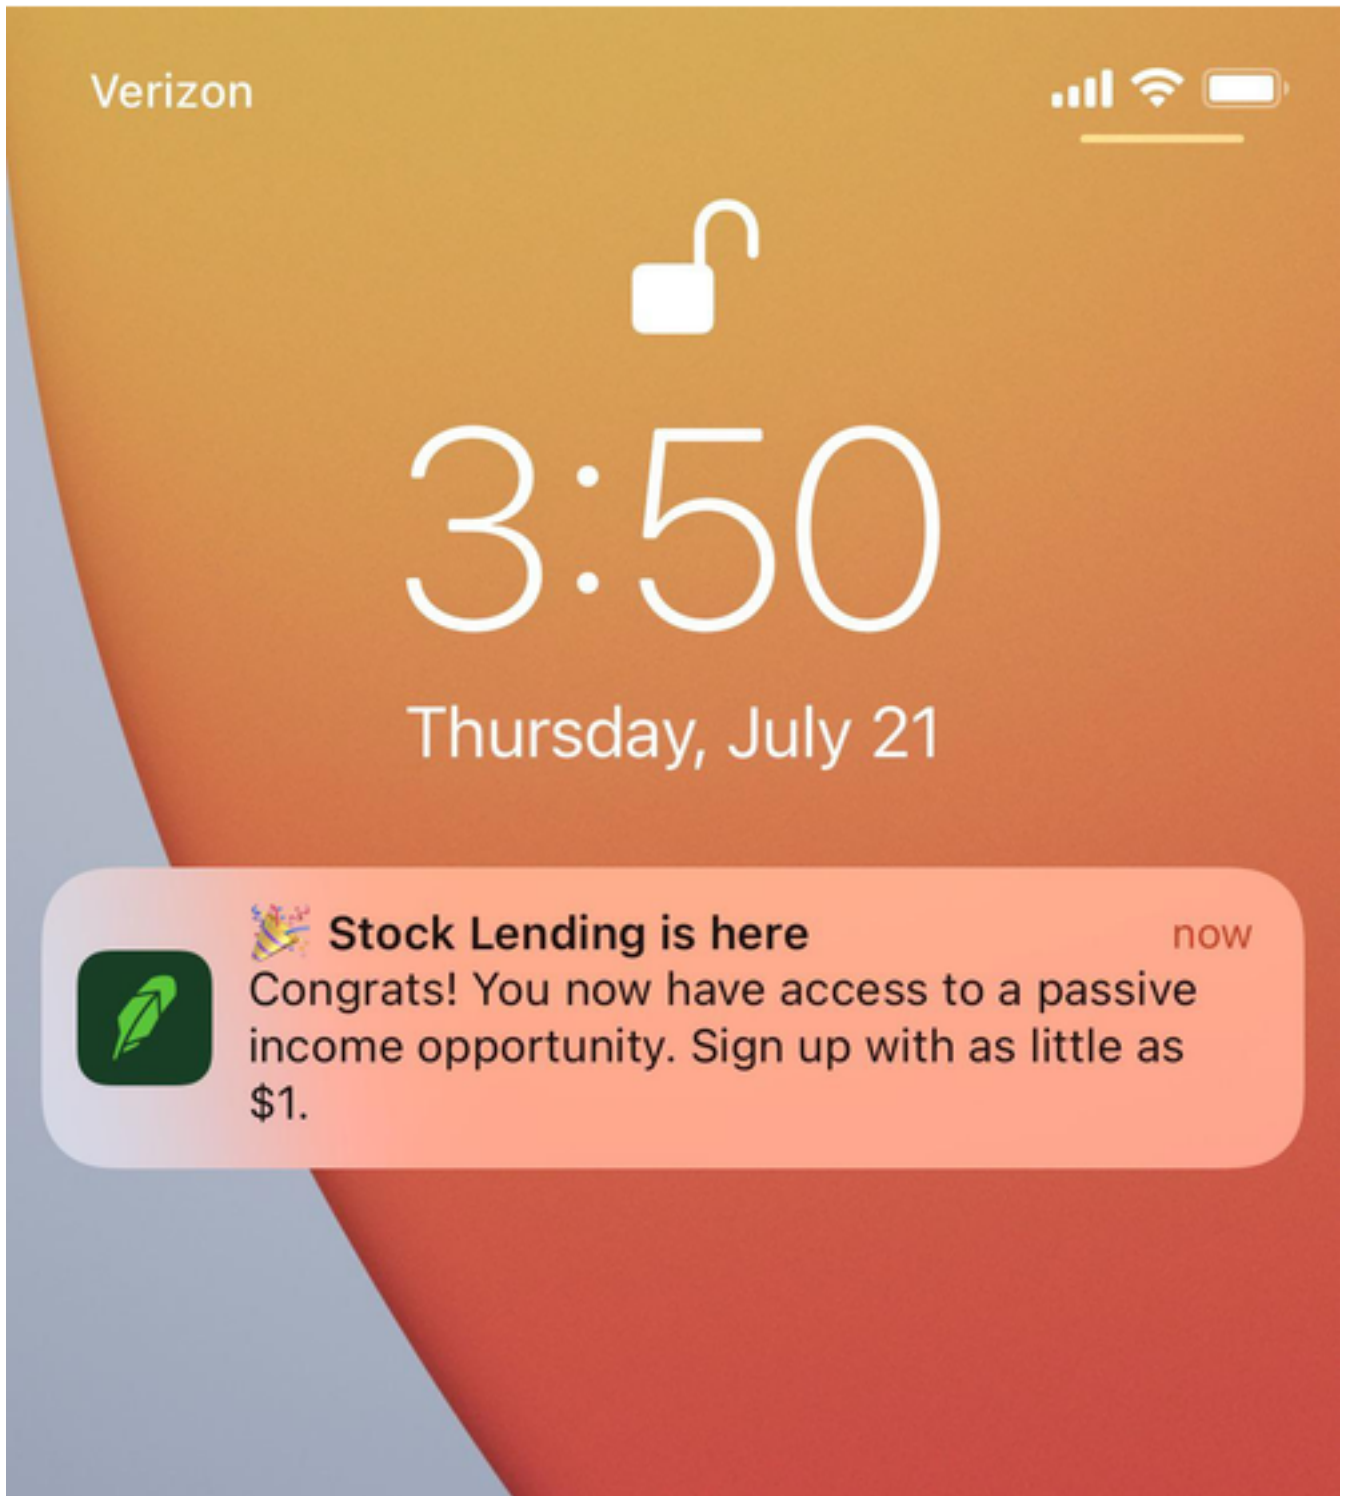 Verizon
3:50
Thursday, July 21
🎉 Stock Lending is here now
Congrats! You now have access to a passive
income opportunity. Sign up with as little as
$1.